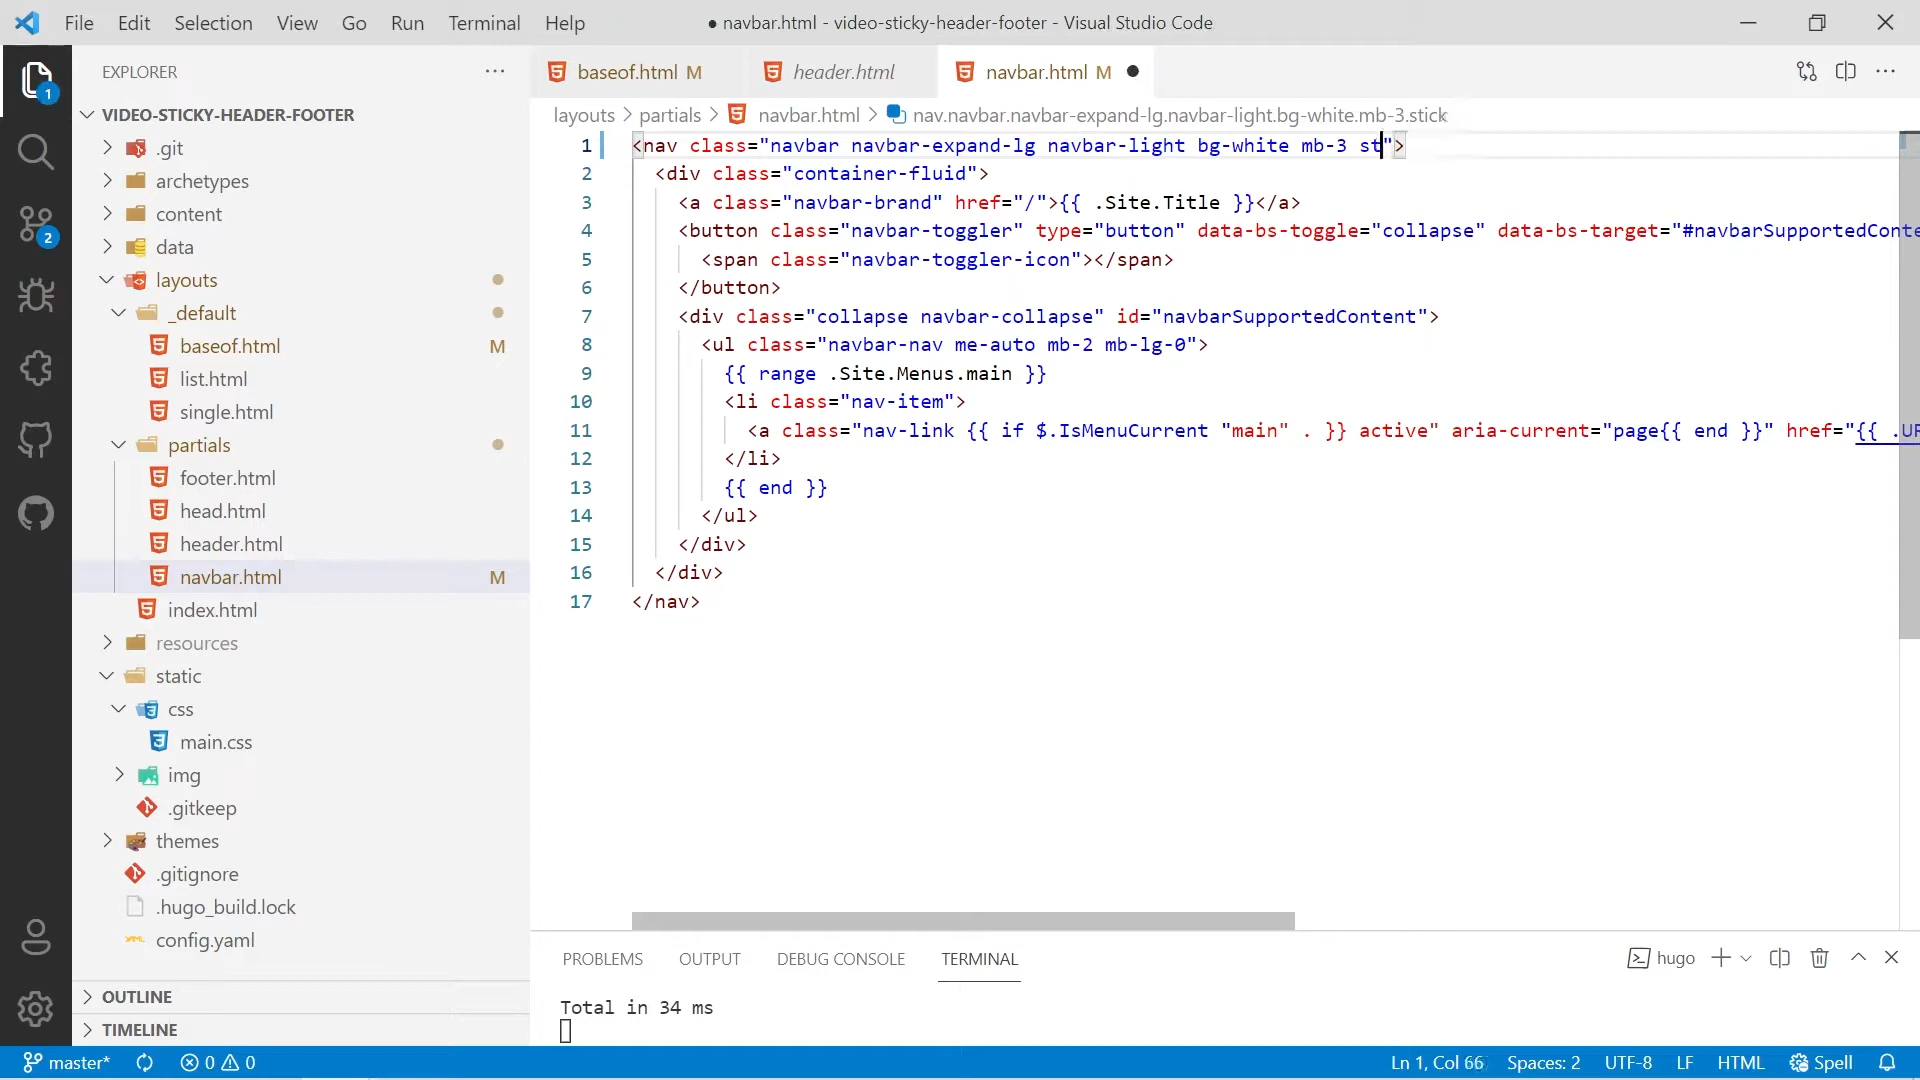 File Edit Selection View Go Run Terminal Help
● navbar.html - video-sticky-header-footer - Visual Studio Code
EXPLORER
VIDEO-STICKY-HEADER-FOOTER
.git
archetypes
content
data
layouts
_default
baseof.html M
list.html
single.html
partials
footer.html
head.html
header.html
navbar.html M
index.html
resources
static
css
main.css
img
.gitkeep
themes
.gitignore
.hugo_build.lock
config.yaml
OUTLINE
TIMELINE
1
2
baseof.html M header.html navbar.html M
layouts > partials > navbar.html > nav.navbar.navbar-expand-lg.navbar-light.bg-white.mb-3.stick
1 <nav class="navbar navbar-expand-lg navbar-light bg-white mb-3 st">
2 <div class="container-fluid">
3 <a class="navbar-brand" href="/">{{ .Site.Title }}</a>
4 <button class="navbar-toggler" type="button" data-bs-toggle="collapse" data-bs-target="#navbarSupportedConte
5 <span class="navbar-toggler-icon"></span>
6 </button>
7 <div class="collapse navbar-collapse" id="navbarSupportedContent">
8 <ul class="navbar-nav me-auto mb-2 mb-lg-0">
9 {{ range .Site.Menus.main }}
10 <li class="nav-item">
11 <a class="nav-link {{ if $.IsMenuCurrent "main" . }} active" aria-current="page{{ end }}" href="{{ .UR
12 </li>
13 {{ end }}
14 </ul>
15 </div>
16 </div>
17 </nav>
PROBLEMS OUTPUT DEBUG CONSOLE TERMINAL
hugo
Total in 34 ms
master* 0 0
Ln 1, Col 66 Spaces: 2 UTF-8 LF HTML Spell